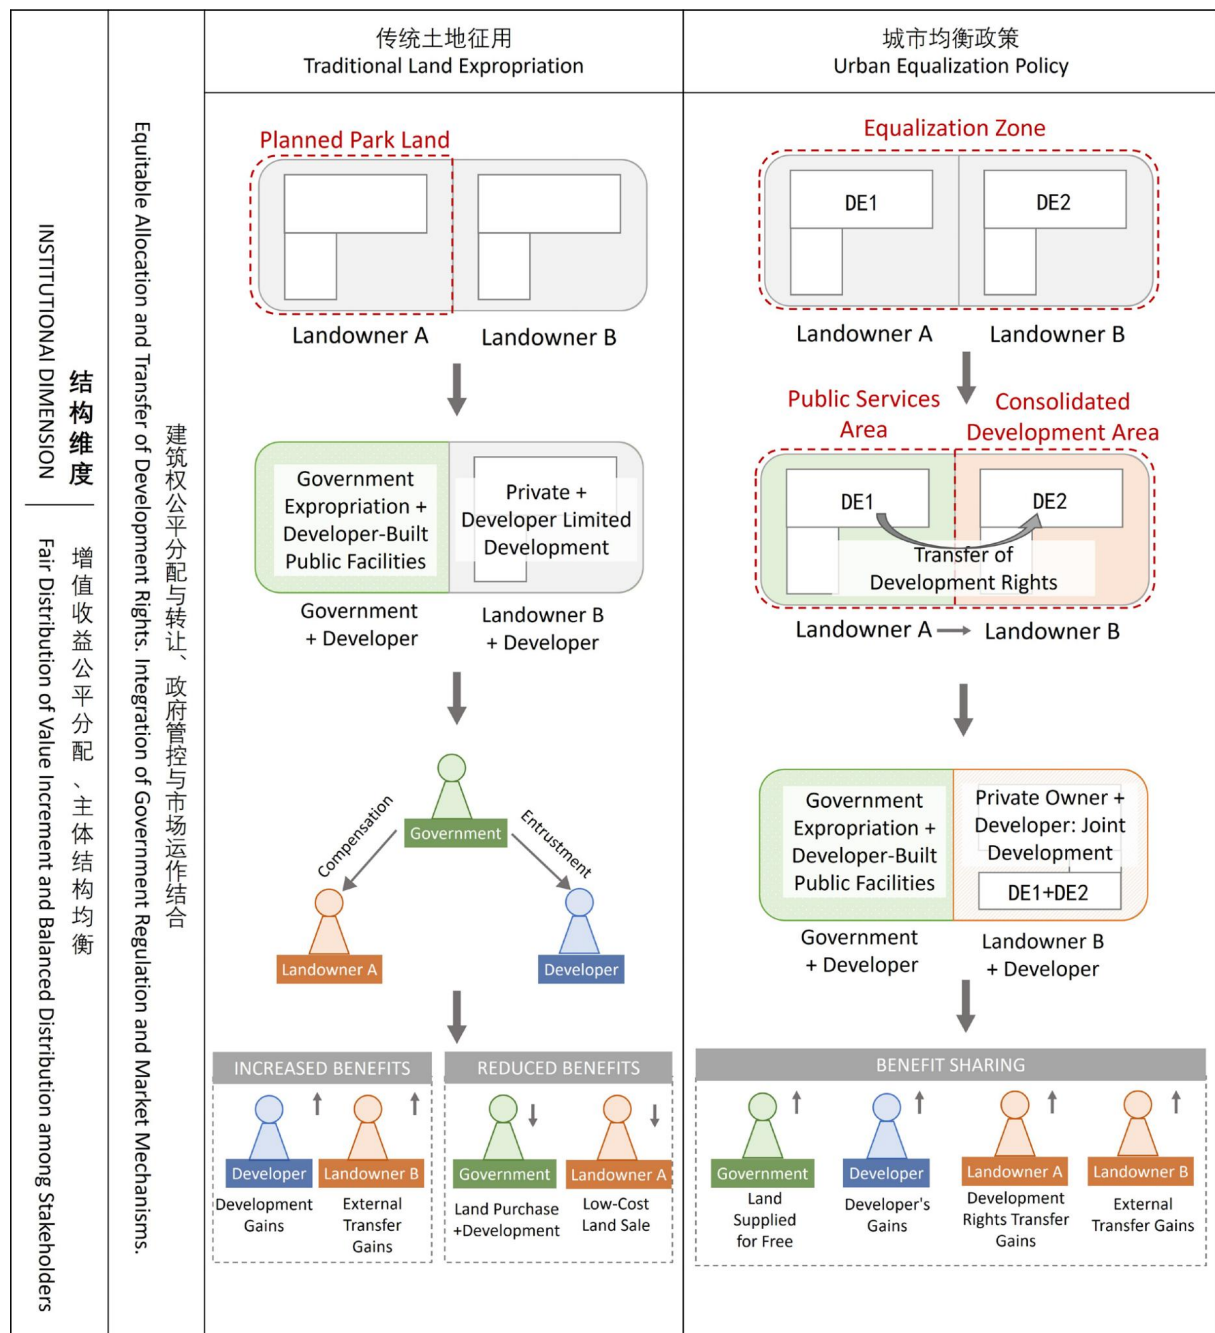 传统土地征用
Traditional Land Expropriation
城市均衡政策
Urban Equalization Policy
结构维度
INSTITUTIONAL DIMENSION
增值收益公平分配、主体结构均衡
Fair Distribution of Value Increment and Balanced Distribution among Stakeholders
建筑权公平分配与转让、政府管控与市场运作结合
Equitable Allocation and Transfer of Development Rights. Integration of Government Regulation and Market Mechanisms.
Planned Park Land
Landowner A
Landowner B
Government
Expropriation +
Developer-Built
Public Facilities
Private +
Developer Limited
Development
Government
+ Developer
Landowner B
+ Developer
Government
Compensation
Entrustment
Landowner A
Developer
INCREASED BENEFITS
Developer
Development
Gains
Landowner B
External
Transfer
Gains
REDUCED BENEFITS
Government
Land Purchase
+Development
Landowner A
Low-Cost
Land Sale
Equalization Zone
DE1
DE2
Landowner A
Landowner B
Public Services
Area
Consolidated
Development Area
DE1
DE2
Transfer of
Development Rights
Landowner A
Landowner B
Government
Expropriation +
Developer-Built
Public Facilities
Private Owner +
Developer: Joint
Development
DE1+DE2
Government
+ Developer
Landowner B
+ Developer
BENEFIT SHARING
Government
Land
Supplied
for Free
Developer
Developer's
Gains
Landowner A
Development
Rights Transfer
Gains
Landowner B
External
Transfer Gains